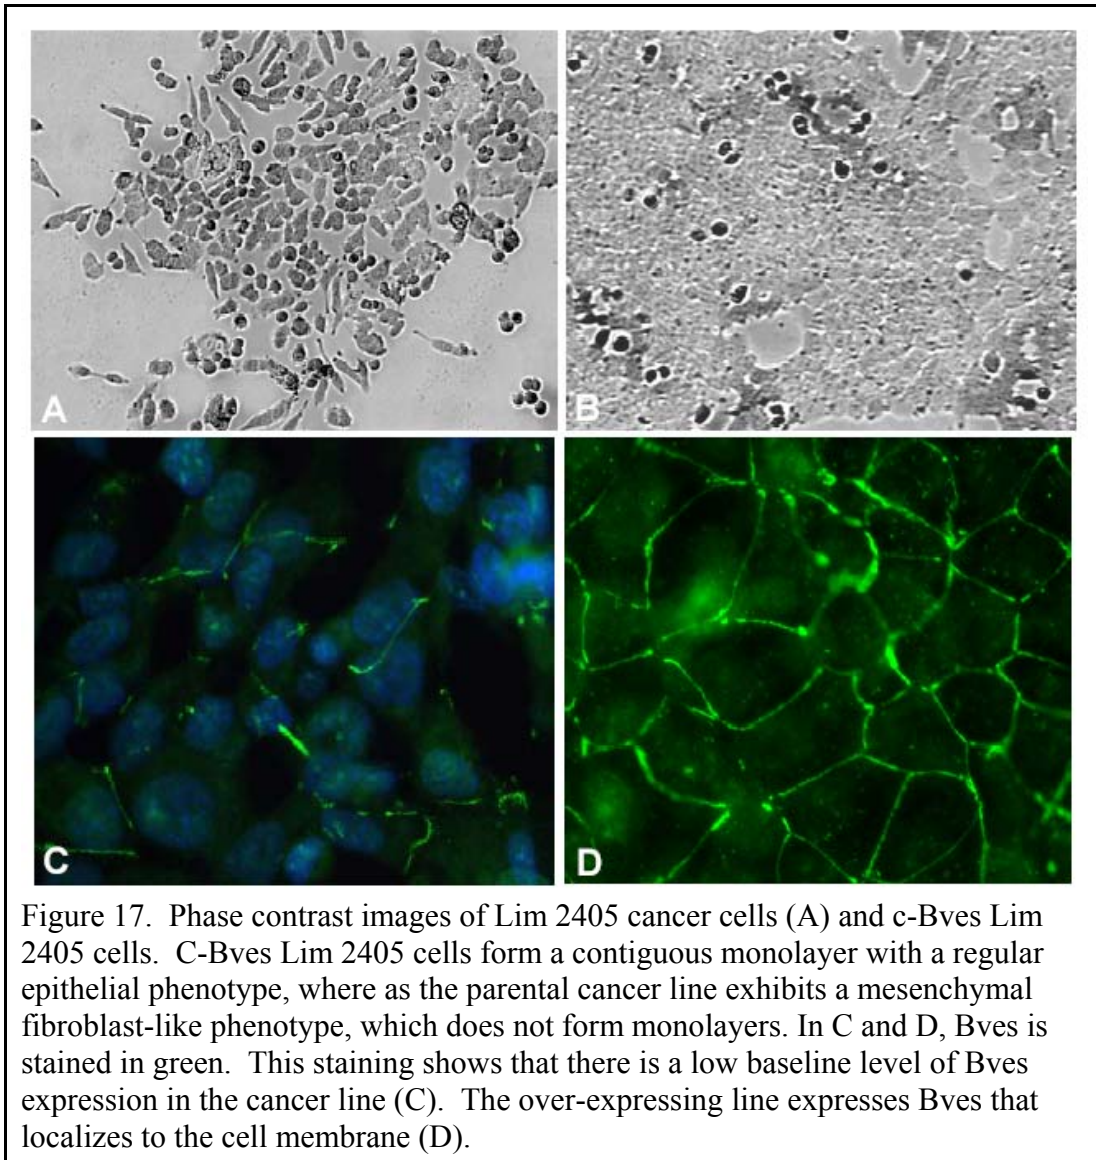 A
B
C
D
Figure 17.  Phase contrast images of Lim 2405 cancer cells (A) and c-Bves Lim
2405 cells.  C-Bves Lim 2405 cells form a contiguous monolayer with a regular
epithelial phenotype, where as the parental cancer line exhibits a mesenchymal
fibroblast-like phenotype, which does not form monolayers. In C and D, Bves is
stained in green.  This staining shows that there is a low baseline level of Bves
expression in the cancer line (C).  The over-expressing line expresses Bves that
localizes to the cell membrane (D).